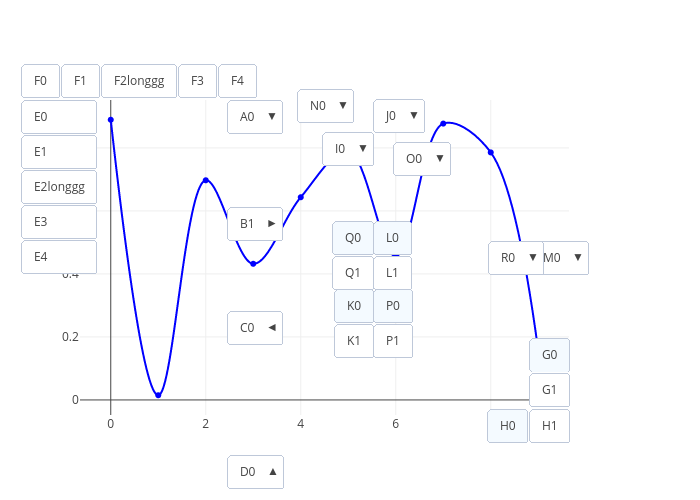 F0 F1 F2longgg F3 F4
N0 ▼
E0 A0 ▼ J0 ▼
E1 I0 ▼ O0 ▼
E2longgg
E3 B1 ►
Q0 L0
E4 R0 ▼ M0 ▼
Q1 L1
K0 P0
C0 ◄
0.2 K1 P1
G0
G1
0
0 2 4 6 H0 H1
D0 ▲